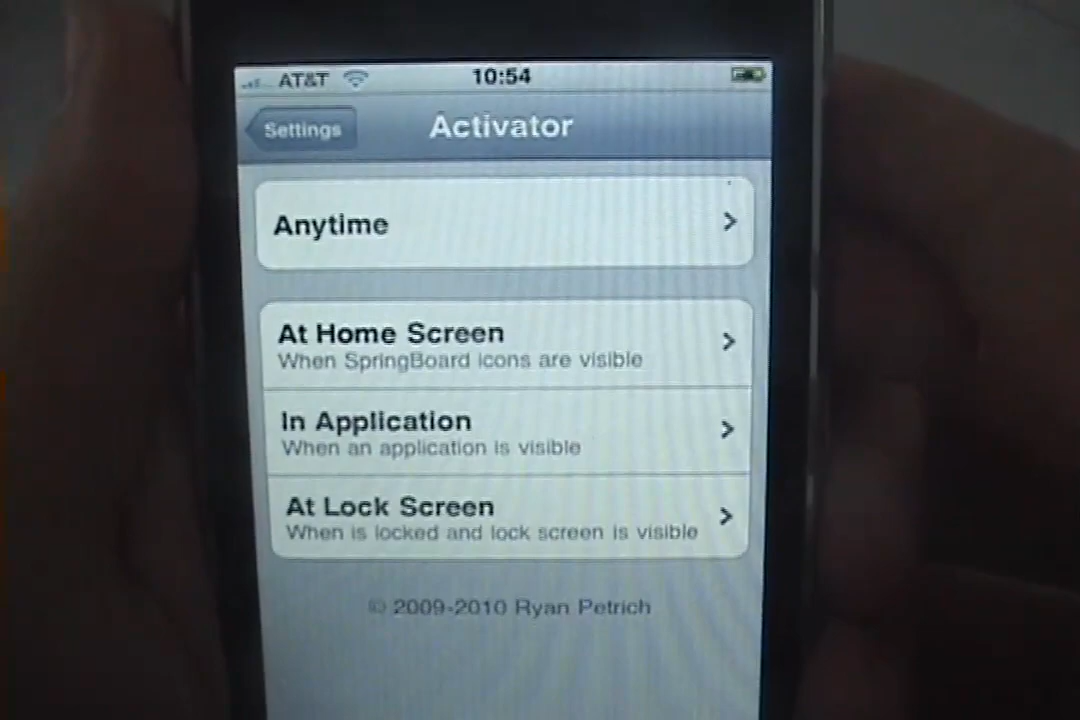 AT&T 10:54
Settings Activator
Anytime
At Home Screen
When SpringBoard icons are visible
In Application
When an application is visible
At Lock Screen
When is locked and lock screen is visible
© 2009-2010 Ryan Petrich